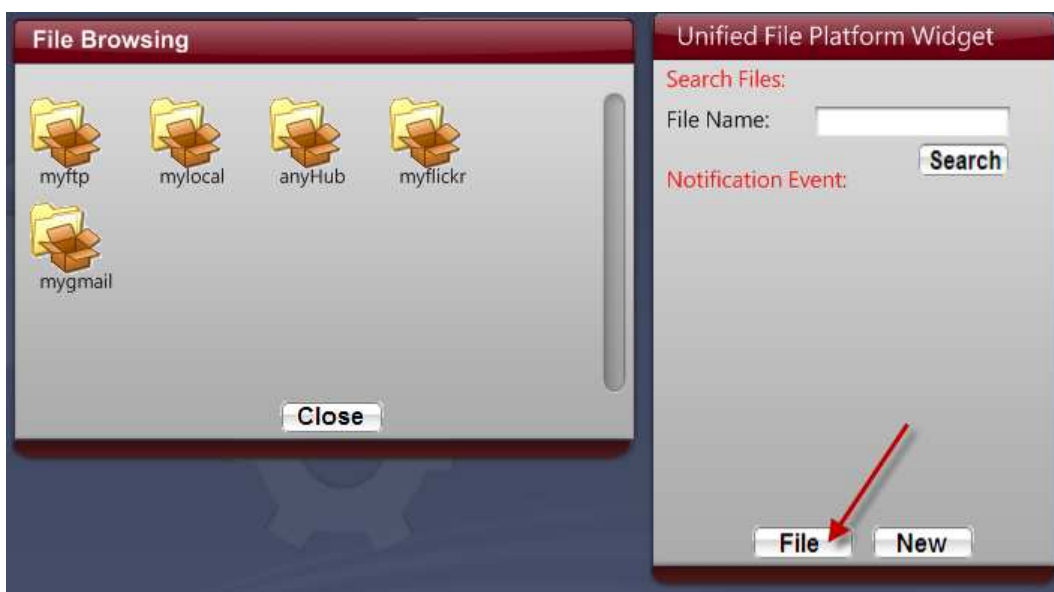 File Browsing
myftp
mylocal
anyHub
myflickr
mygmail
Close
Unified File Platform Widget
Search Files:
File Name:
Search
Notification Event:
File
New